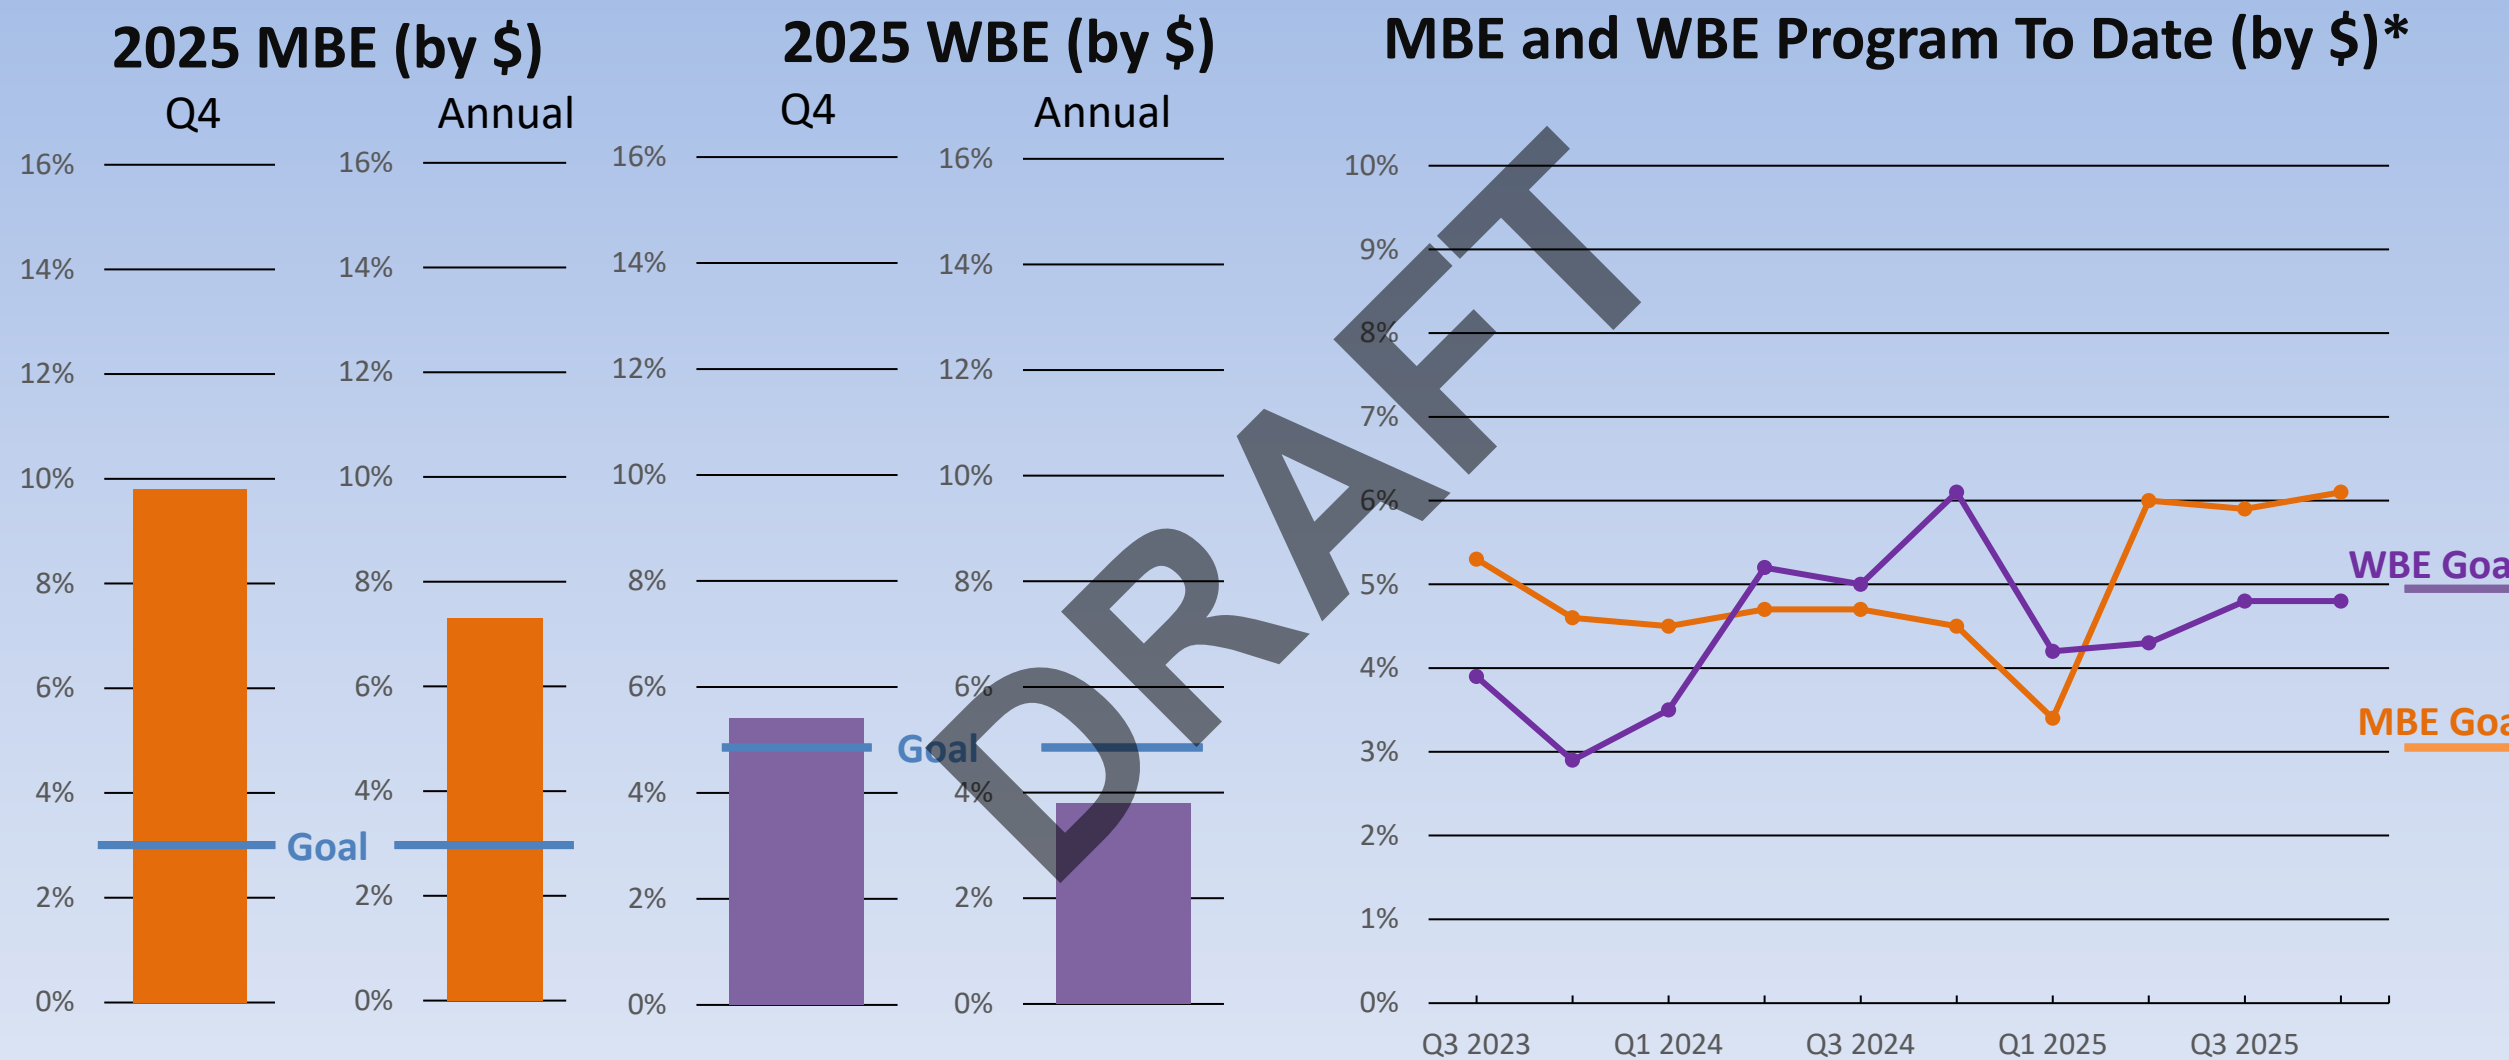 2025 MBE (by $)
Q4
Annual
16%
14%
12%
10%
8%
6%
4%
2%
0%
16%
14%
12%
10%
8%
6%
4%
2%
0%
Goal
2025 WBE (by $)
Q4
Annual
16%
14%
12%
10%
8%
6%
4%
2%
0%
16%
14%
12%
10%
8%
6%
4%
2%
0%
Goal
MBE and WBE Program To Date (by $)*
10%
9%
8%
7%
6%
5%
4%
3%
2%
1%
0%
WBE Goa
MBE Goa
Q3 2023
Q1 2024
Q3 2024
Q1 2025
Q3 2025
DRAFT